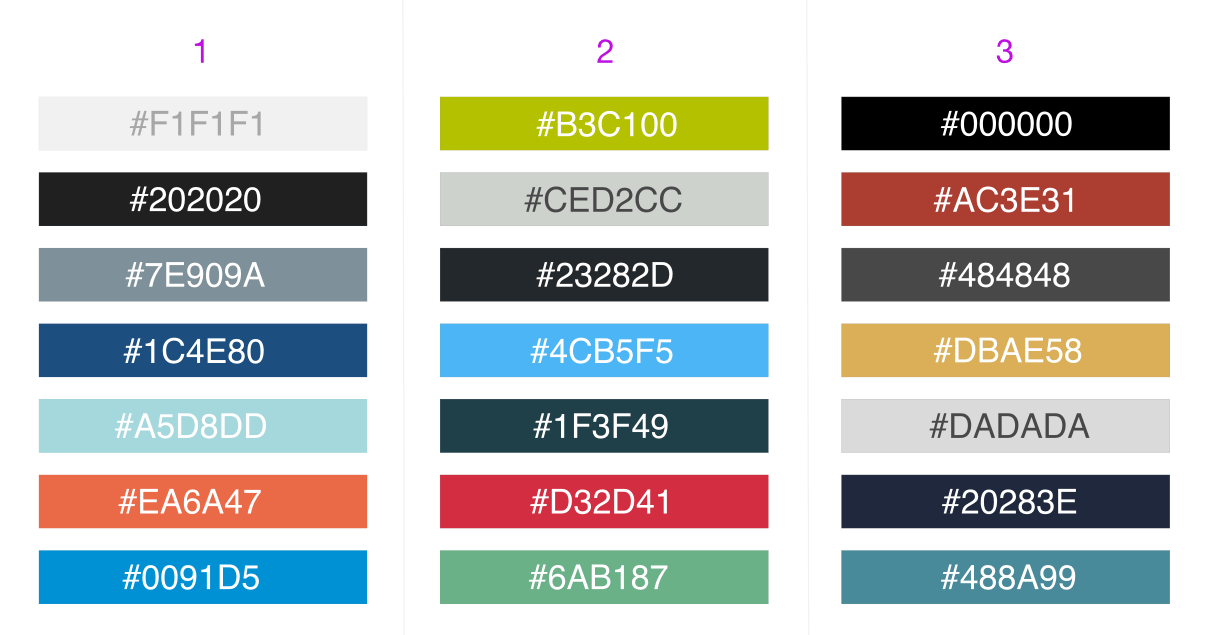 1
#F1F1F1
#202020
#7E909A
#1C4E80
#A5D8DD
#EA6A47
#0091D5
2
#B3C100
#CED2CC
#23282D
#4CB5F5
#1F3F49
#D32D41
#6AB187
3
#000000
#AC3E31
#484848
#DBAE58
#DADADA
#20283E
#488A99